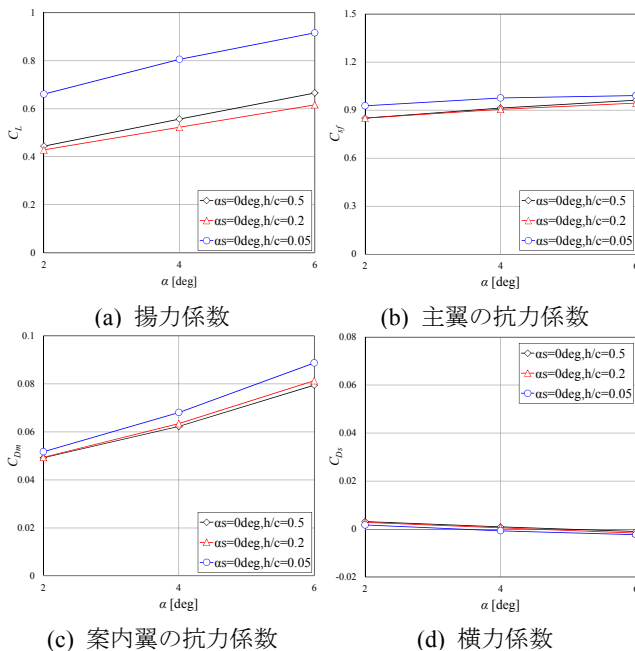 1
0.8
0.6
0.4
0.2
0
C_L
2
4
6
α [deg]
αs=0deg,h/c=0.5
αs=0deg,h/c=0.2
αs=0deg,h/c=0.05
(a) 揚力係数
1.5
1.2
0.9
0.6
0.3
0
C_sf
2
4
6
α [deg]
αs=0deg,h/c=0.5
αs=0deg,h/c=0.2
αs=0deg,h/c=0.05
(b) 主翼の抗力係数
0.1
0.08
0.06
0.04
0.02
0
C_Dm
2
4
6
α [deg]
αs=0deg,h/c=0.5
αs=0deg,h/c=0.2
αs=0deg,h/c=0.05
(c) 案内翼の抗力係数
0.08
0.06
0.04
0.02
0
-0.02
C_Ds
2
4
6
α [deg]
αs=0deg,h/c=0.5
αs=0deg,h/c=0.2
αs=0deg,h/c=0.05
(d) 横力係数